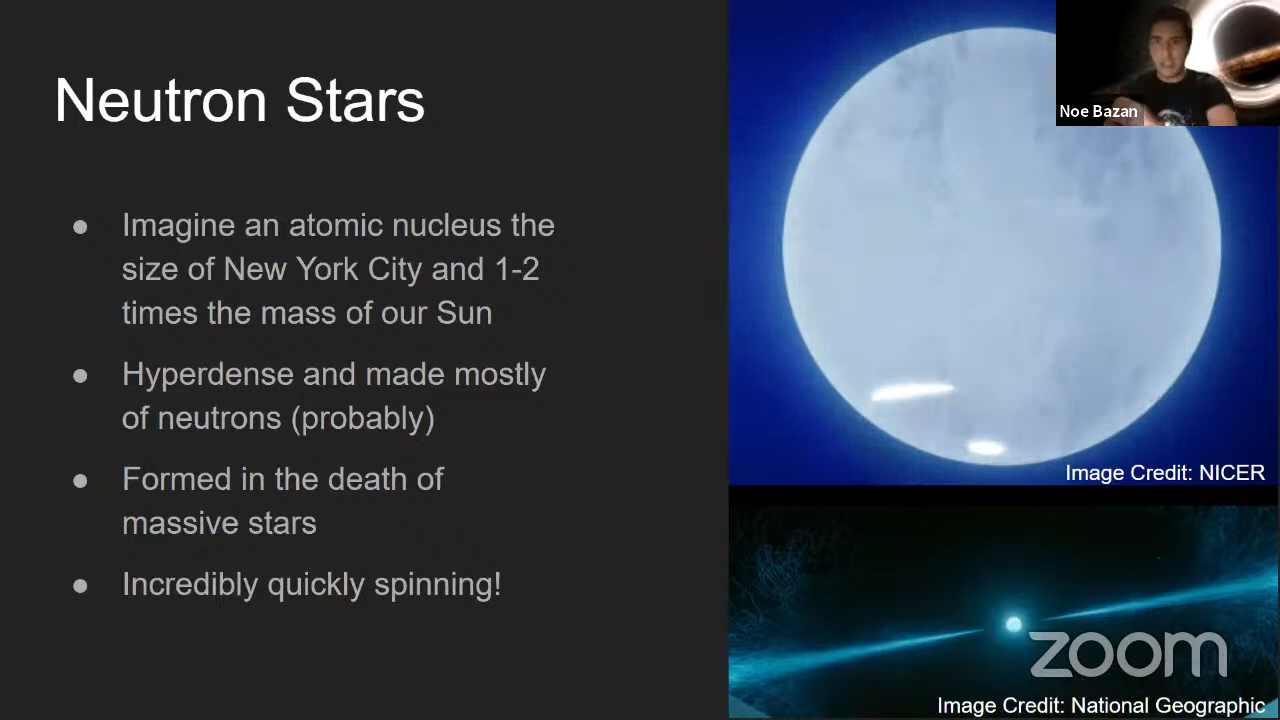 Neutron Stars
● Imagine an atomic nucleus the
size of New York City and 1-2
times the mass of our Sun
● Hyperdense and made mostly
of neutrons (probably)
● Formed in the death of
massive stars
● Incredibly quickly spinning!
Noe Bazan
Image Credit: NICER
zoom
Image Credit: National Geographic